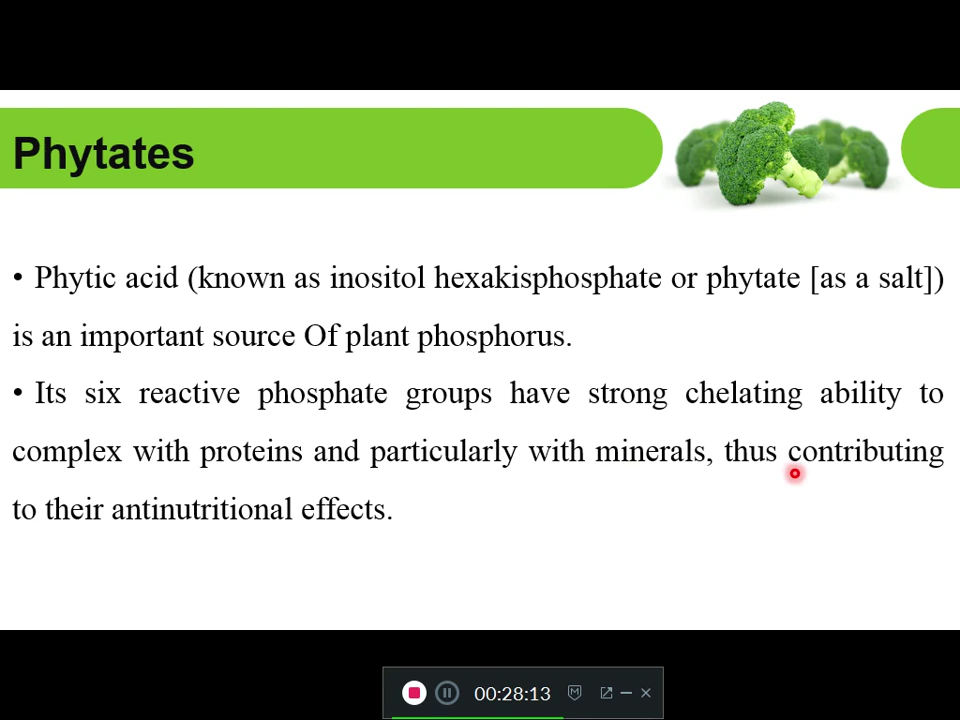 Phytates
• Phytic acid (known as inositol hexakisphosphate or phytate [as a salt])
is an important source Of plant phosphorus.
• Its six reactive phosphate groups have strong chelating ability to
complex with proteins and particularly with minerals, thus contributing
to their antinutritional effects.
00:28:13